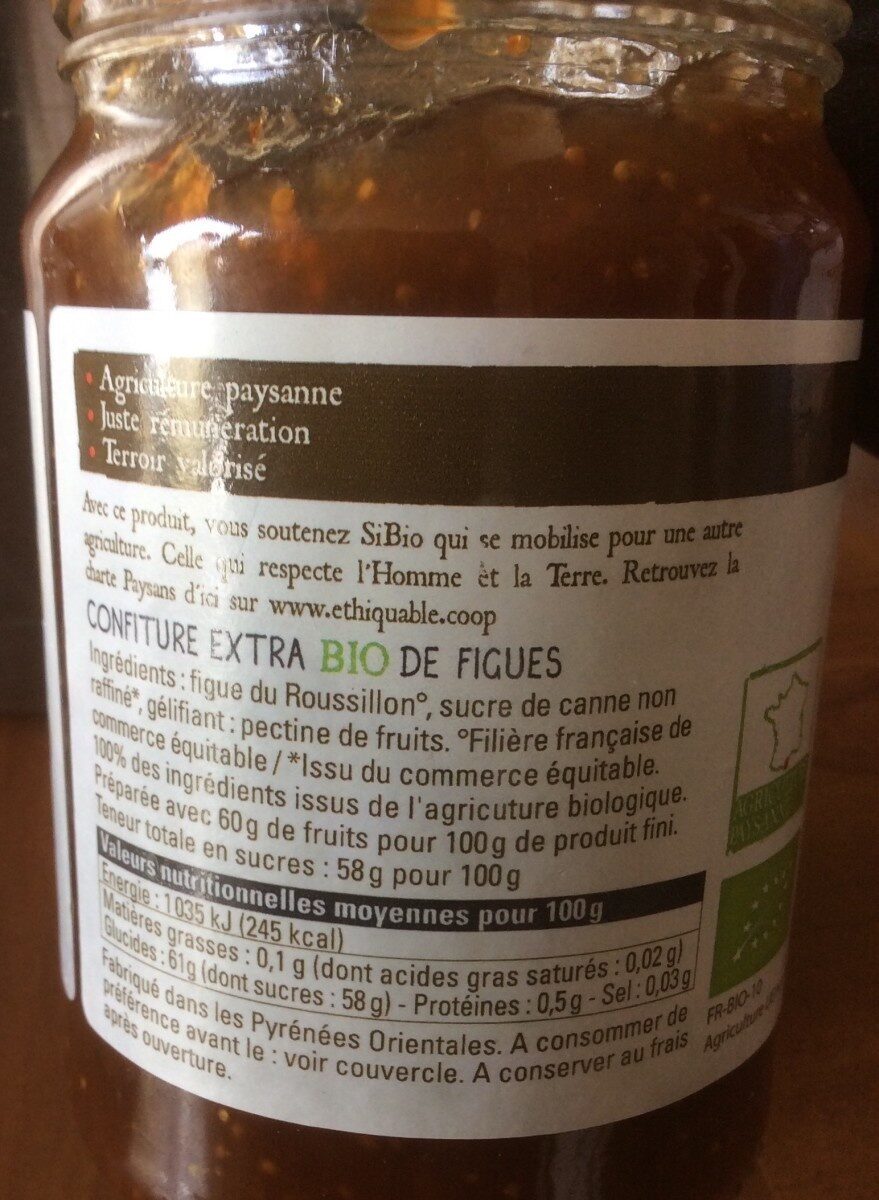 • Agriculture paysanne
• Juste rémunération
• Terroir valorisé
Avec ce produit, vous soutenez SiBio qui se mobilise pour une autre
agriculture. Celle qui respecte l'Homme et la Terre. Retrouvez la
charte Paysans d'ici sur www.ethiquable.coop
CONFITURE EXTRA BIO DE FIGUES
Ingrédients : figue du Roussillon°, sucre de canne non
raffiné*, gélifiant : pectine de fruits. °Filière française de
commerce équitable / *Issu du commerce équitable.
100% des ingrédients issus de l'agricuture biologique.
Préparée avec 60g de fruits pour 100g de produit fini.
Teneur totale en sucres : 58g pour 100g
Valeurs nutritionnelles moyennes pour 100g
Energie : 1035 kJ (245 kcal)
Matières grasses : 0,1 g (dont acides gras saturés : 0,02 g)
Glucides : 61g (dont sucres : 58 g) - Protéines : 0,5g - Sel : 0,03g
Fabriqué dans les Pyrénées Orientales. A consommer de
préférence avant le : voir couvercle. A conserver au frais
après ouverture.
AGRICULTURE
PAYSANNE
FR-BIO-10
Agriculture